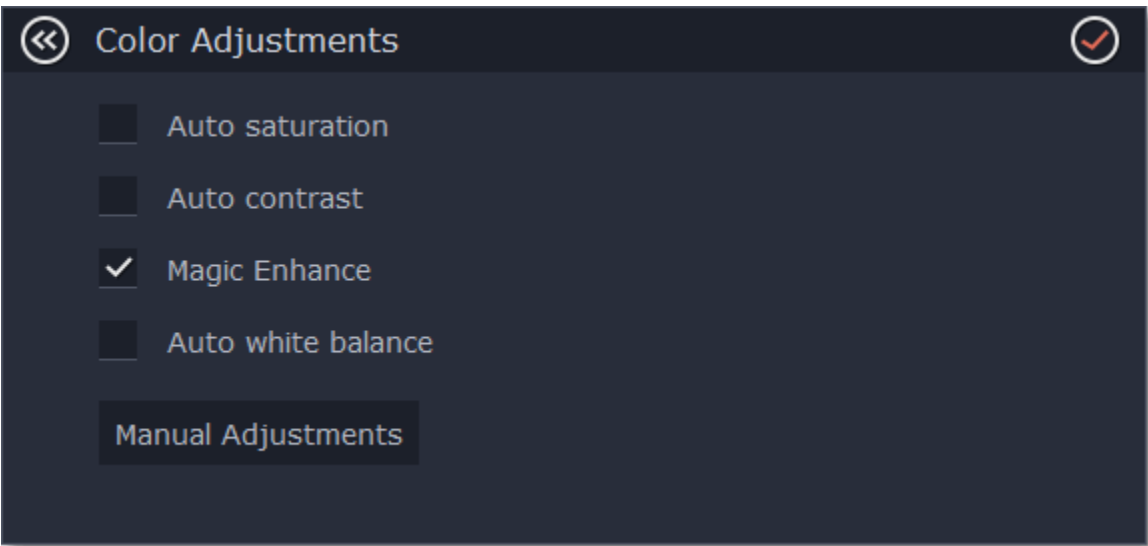 Color Adjustments
Auto saturation
Auto contrast
Magic Enhance
Auto white balance
Manual Adjustments